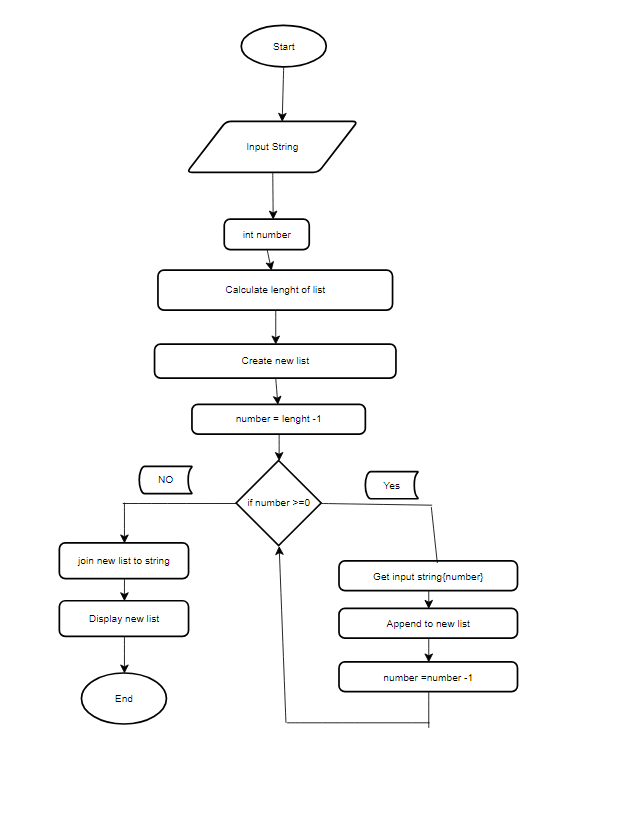 Start
Input String
int number
Calculate lenght of list
Create new list
number = lenght -1
NO
Yes
if number >=0
join new list to string
Get input string{number}
Display new list
Append to new list
number =number -1
End